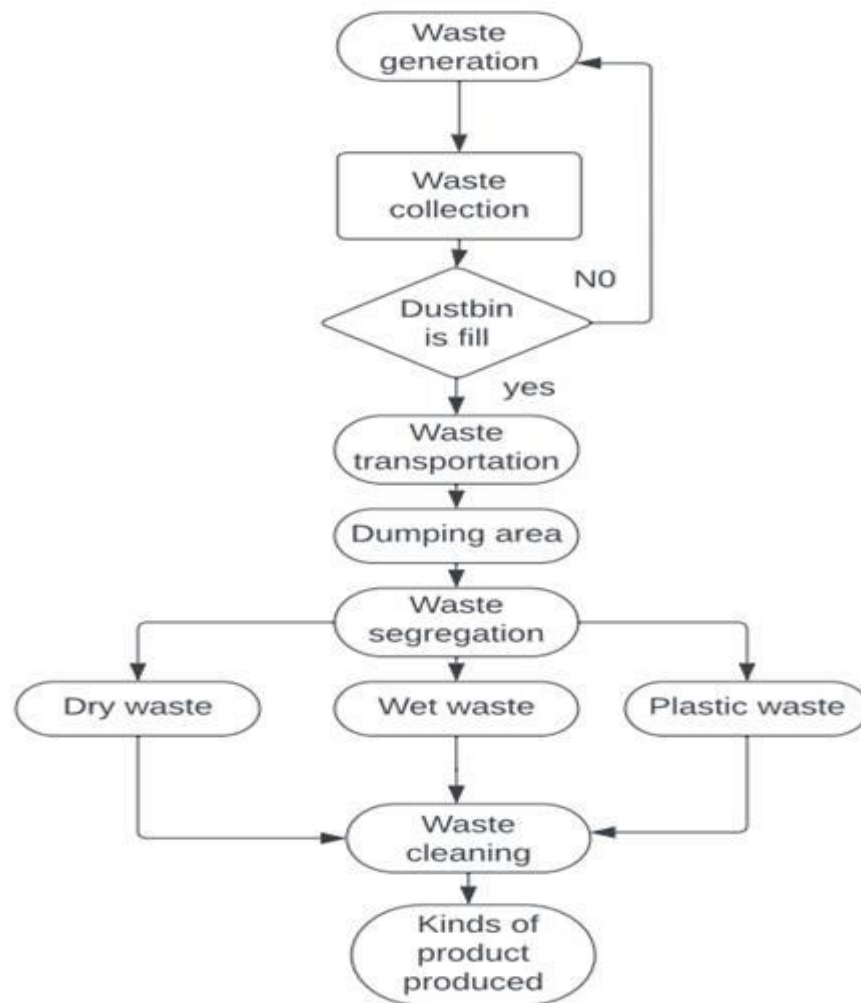 Waste
generation
Waste
collection
N0
Dustbin
is fill
yes
Waste
transportation
Dumping area
Waste
segregation
Dry waste
Wet waste
Plastic waste
Waste
cleaning
Kinds of
product
produced